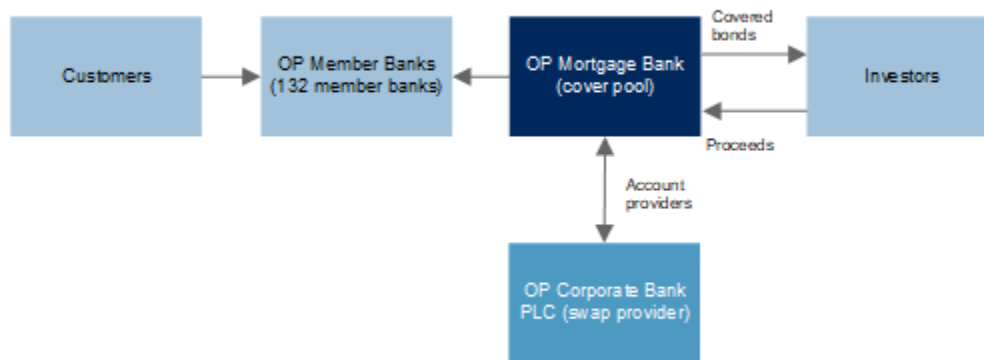 Customers
OP Member Banks
(132 member banks)
OP Mortgage Bank
(cover pool)
Covered
bonds
Investors
Proceeds
Account
providers
OP Corporate Bank
PLC (swap provider)